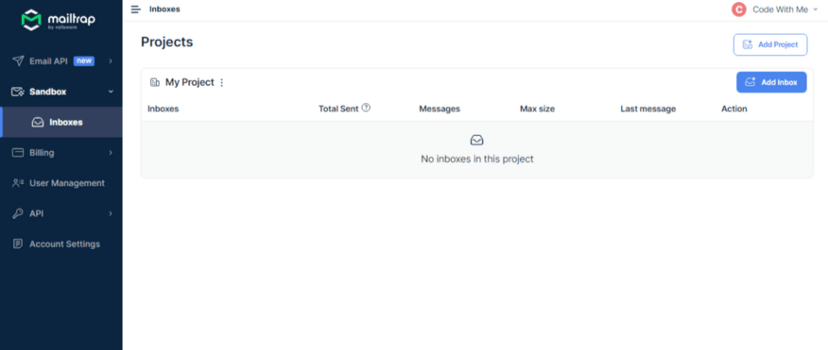 mailtrap
by railsware
Email API new
Sandbox
Inboxes
Billing
User Management
API
Account Settings
Inboxes
C Code With Me
Projects
Add Project
My Project
Add Inbox
Inboxes Total Sent ? Messages Max size Last message Action
No inboxes in this project